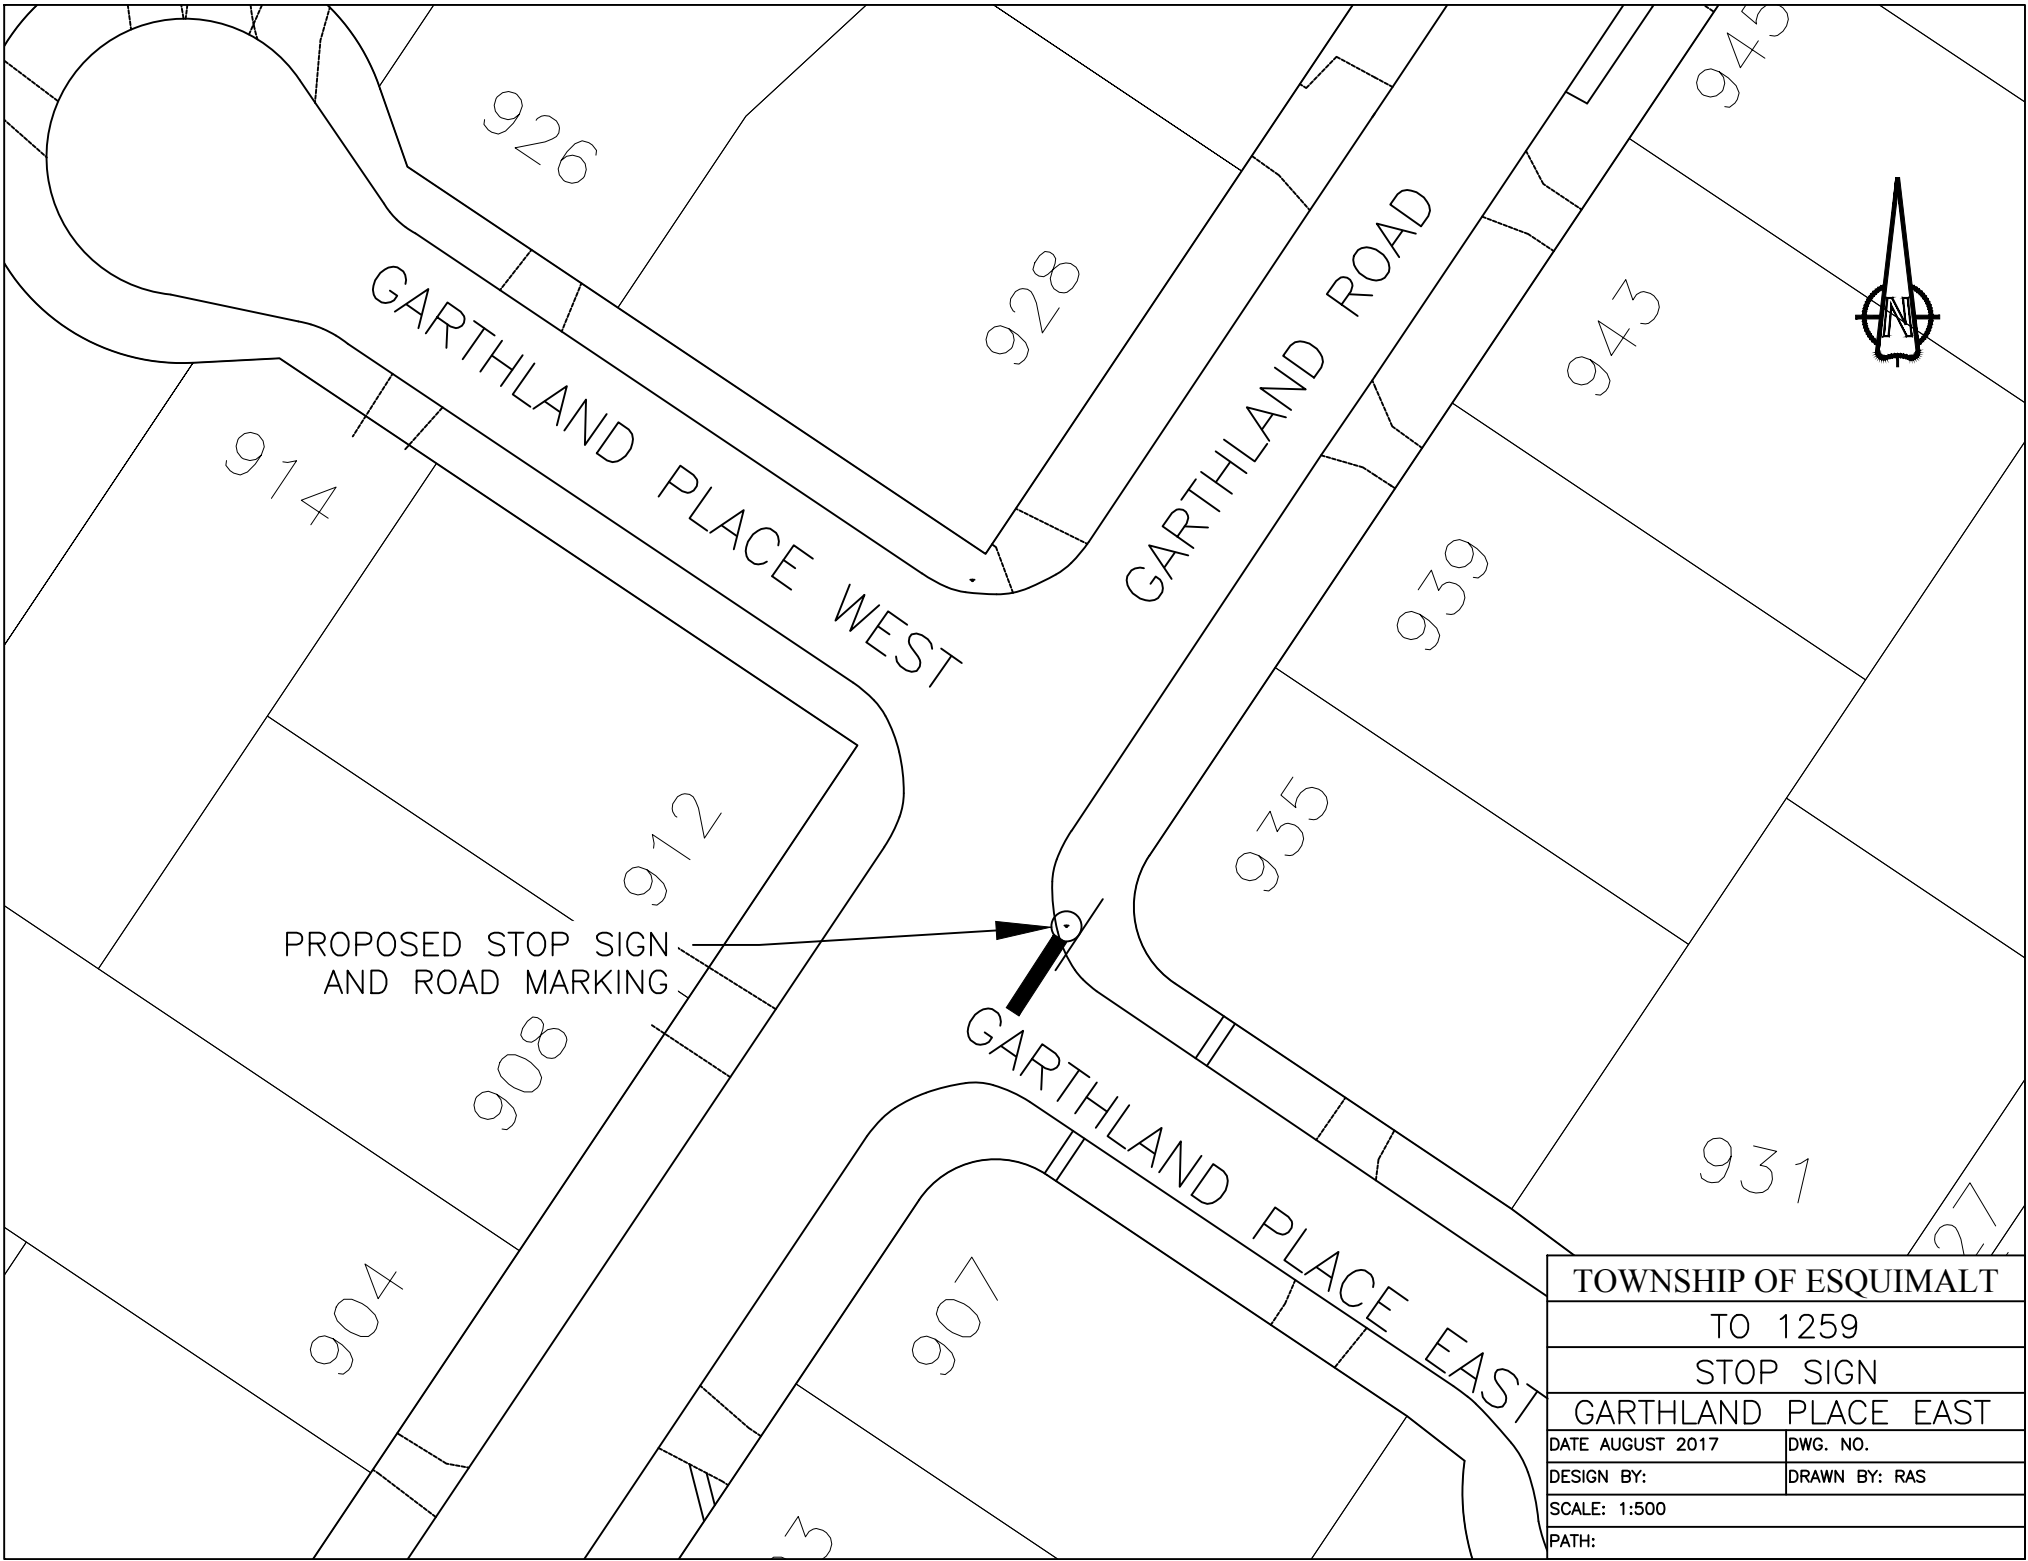 945
926
928
GARTHLAND ROAD
N
943
GARTHLAND PLACE WEST
914
939
912
935
PROPOSED STOP SIGN
AND ROAD MARKING
908
GARTHLAND PLACE EAST
931
27
904
907
3
TOWNSHIP OF ESQUIMALT
TO 1259
STOP SIGN
GARTHLAND PLACE EAST
DATE AUGUST 2017
DWG. NO.
DESIGN BY:
DRAWN BY: RAS
SCALE: 1:500
PATH: